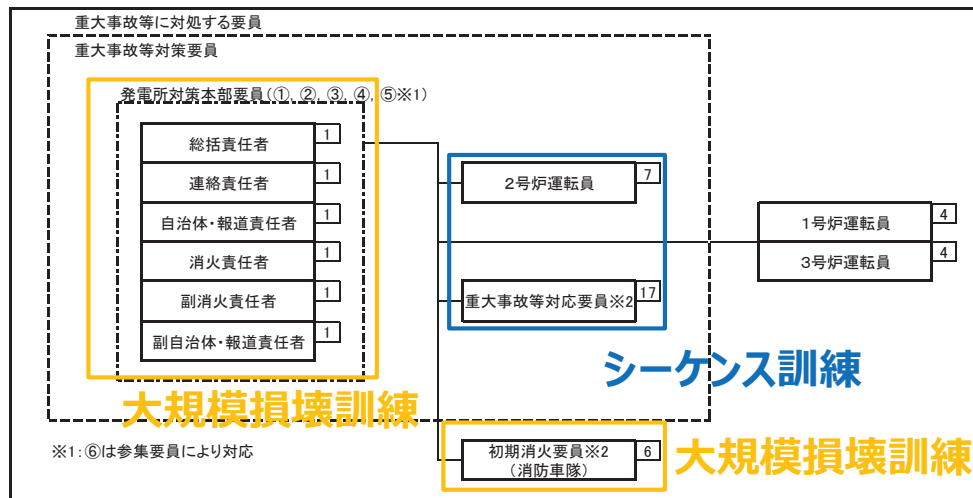 重大事故等に対処する要員
重大事故等対策要員
発電所対策本部要員(①, ②, ③, ④, ⑤※1)
総括責任者 1
連絡責任者 1
自治体・報道責任者 1
消火責任者 1
副消火責任者 1
副自治体・報道責任者 1
2号炉運転員 7
重大事故等対応要員※2 17
1号炉運転員 4
3号炉運転員 4
シーケンス訓練
大規模損壊訓練
※1:⑥は参集要員により対応
初期消火要員※2 6
(消防車隊)
大規模損壊訓練